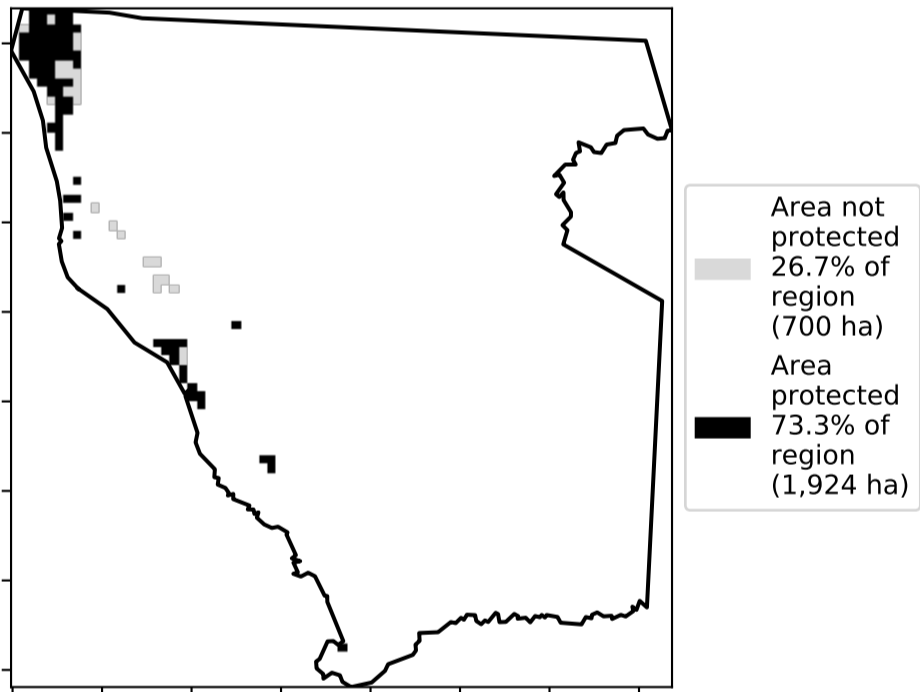 Area not
protected
26.7% of
region
(700 ha)
Area
protected
73.3% of
region
(1,924 ha)